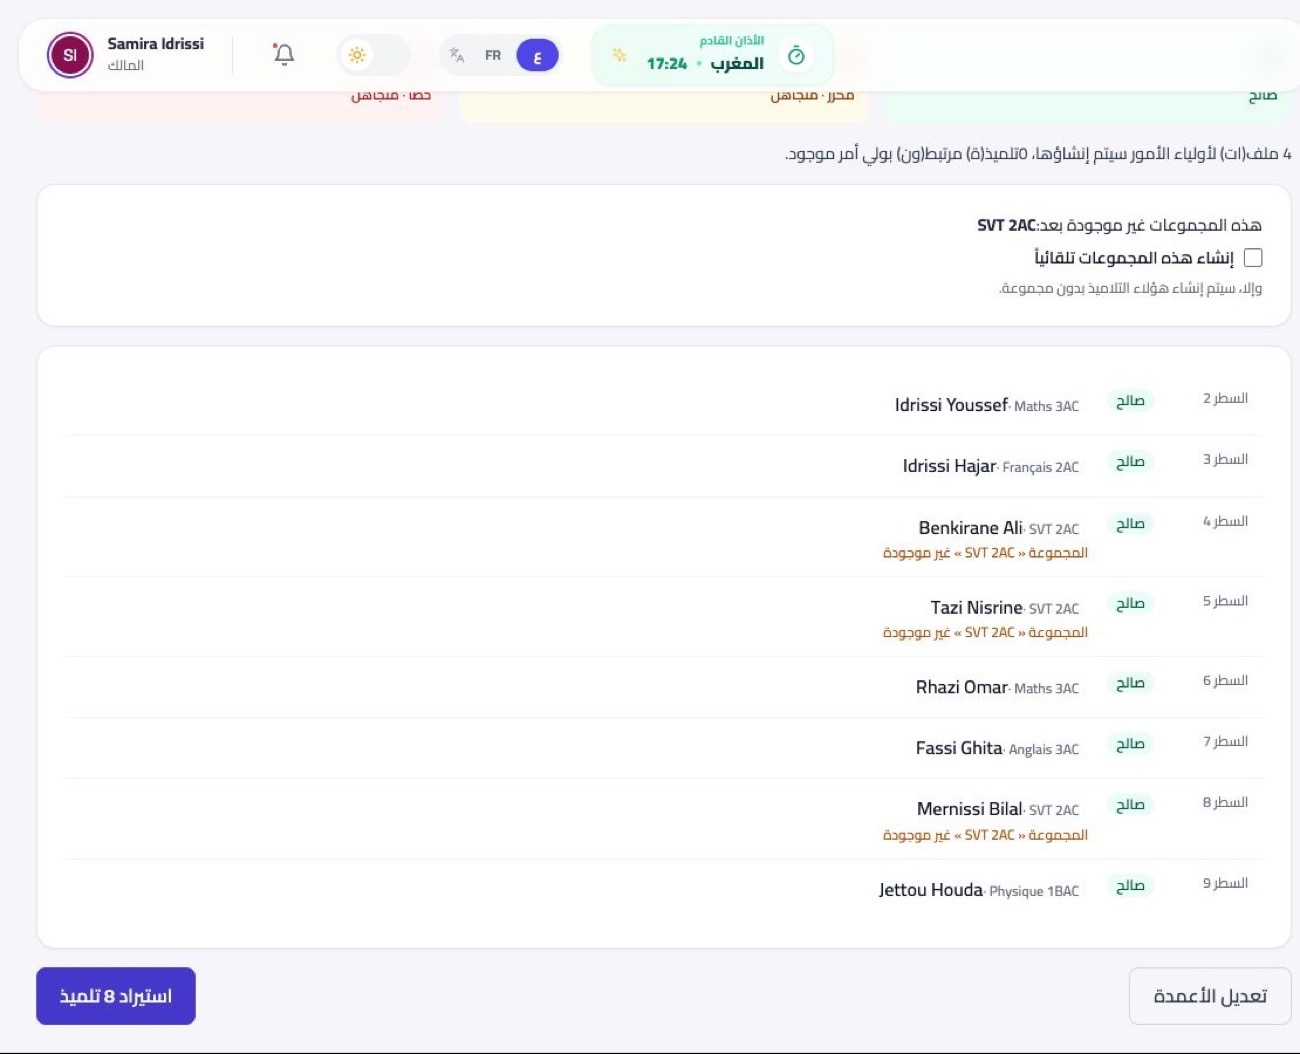 الأذان القادم
المغرب • 17:24
ع
FR
Samira Idrissi
المالك
SI
صالح
مكرر · متجاهل
خطأ · متجاهل
4 ملف(ات) لأولياء الأمور سيتم إنشاؤها، 0تلميذ(ة) مرتبط(ون) بولي أمر موجود.
هذه المجموعات غير موجودة بعد:SVT 2AC
إنشاء هذه المجموعات تلقائياً
وإلا، سيتم إنشاء هؤلاء التلاميذ بدون مجموعة.
السطر 2 صالح Idrissi Youssef· Maths 3AC
السطر 3 صالح Idrissi Hajar· Français 2AC
السطر 4 صالح Benkirane Ali· SVT 2AC
المجموعة « SVT 2AC » غير موجودة
السطر 5 صالح Tazi Nisrine· SVT 2AC
المجموعة « SVT 2AC » غير موجودة
السطر 6 صالح Rhazi Omar· Maths 3AC
السطر 7 صالح Fassi Ghita· Anglais 3AC
السطر 8 صالح Mernissi Bilal· SVT 2AC
المجموعة « SVT 2AC » غير موجودة
السطر 9 صالح Jettou Houda· Physique 1BAC
تعديل الأعمدة
استيراد 8 تلميذ